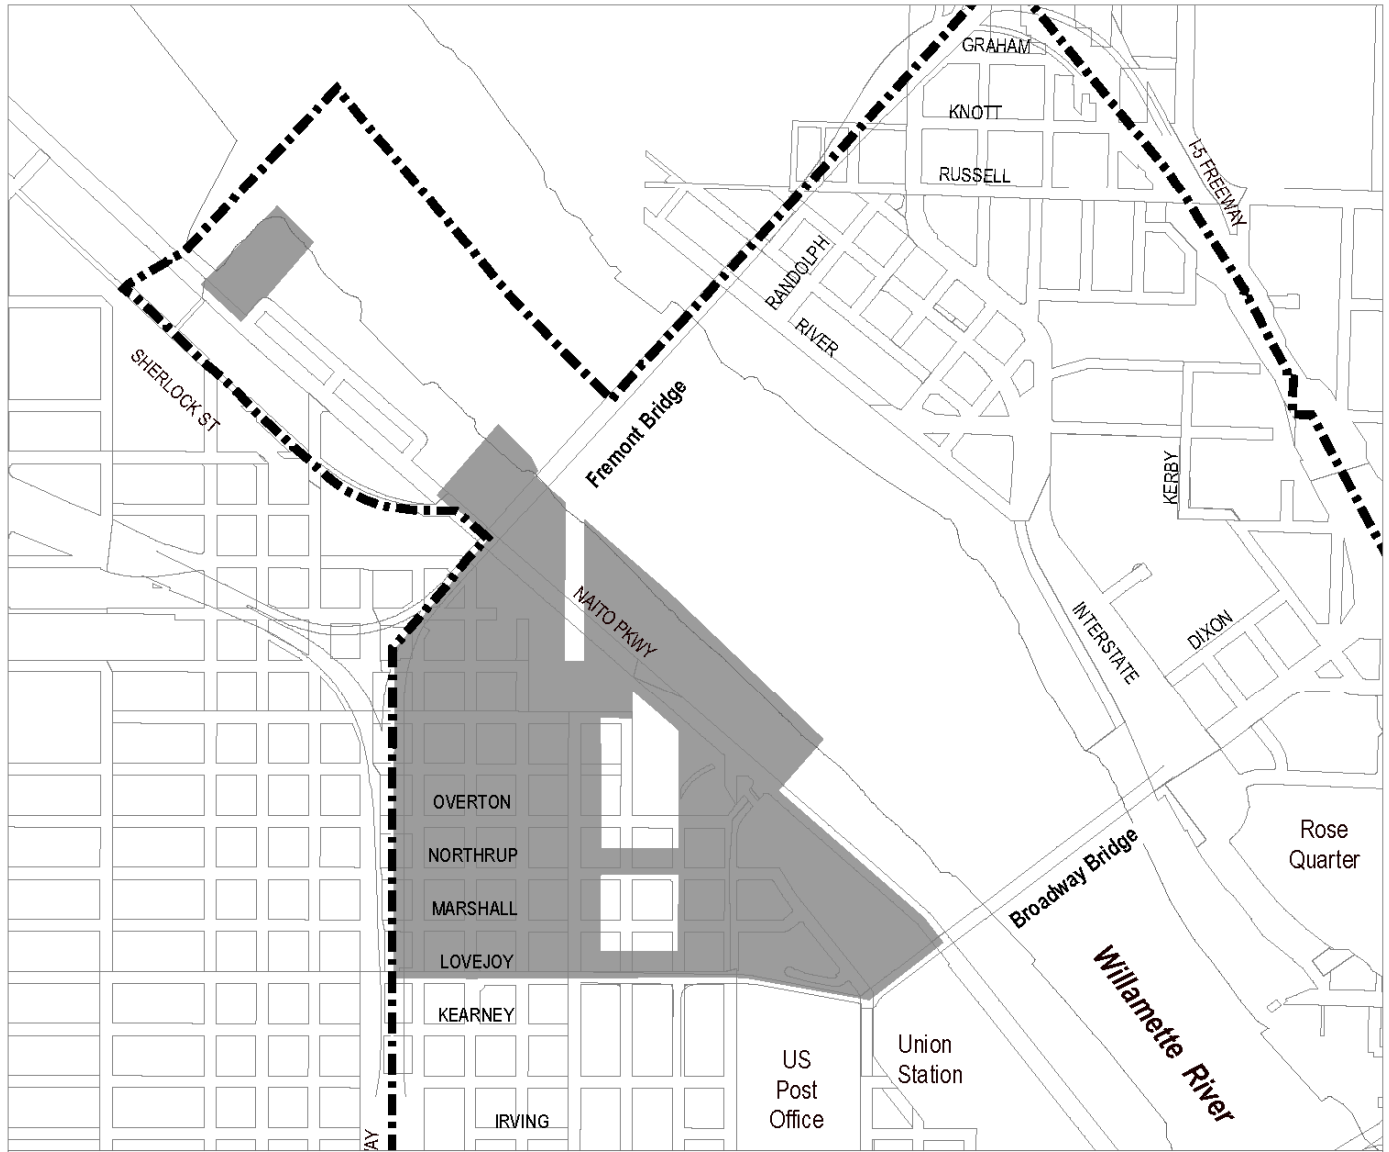 GRAHAM
KNOTT
I-5 FREEWAY
RUSSELL
RANDOLPH
RIVER
SHERLOCK ST
Fremont Bridge
KERBY
NAITO PKWY
INTERSTATE
DIXON
OVERTON
NORTHRUP
MARSHALL
LOVEJOY
KEARNEY
IRVING
Broadway Bridge
Rose
Quarter
Willamette River
US
Post
Office
Union
Station